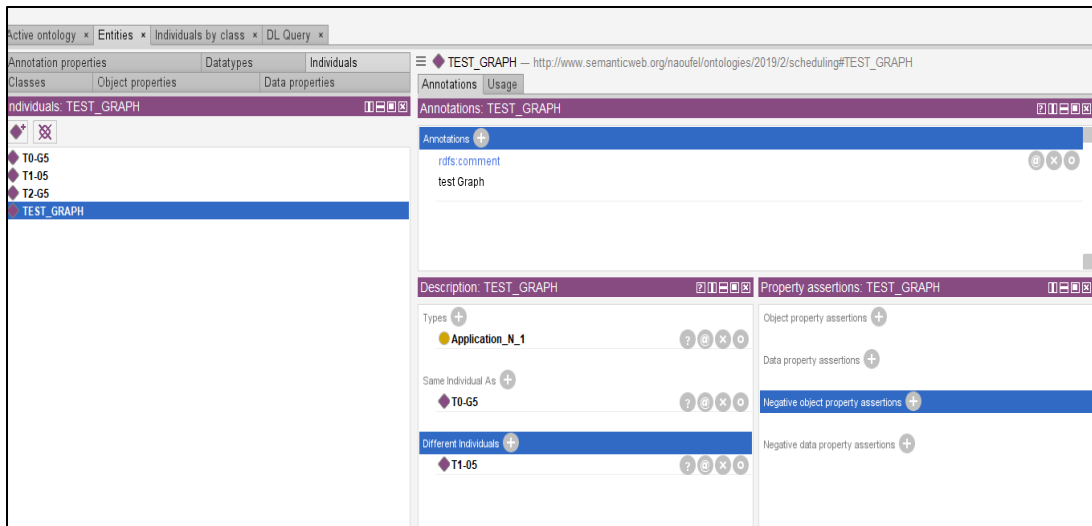 Active ontology × Entities × Individuals by class × DL Query ×
Annotation properties Datatypes Individuals
Classes Object properties Data properties
ndividuals: TEST_GRAPH
T0-G5
T1-05
T2-G5
TEST_GRAPH
TEST_GRAPH — http://www.semanticweb.org/naoufel/ontologies/2019/2/scheduling#TEST_GRAPH
Annotations Usage
Annotations: TEST_GRAPH
Annotations
rdfs:comment
test Graph
Description: TEST_GRAPH
Types
Application_N_1
Same Individual As
T0-G5
Different Individuals
T1-05
Property assertions: TEST_GRAPH
Object property assertions
Data property assertions
Negative object property assertions
Negative data property assertions